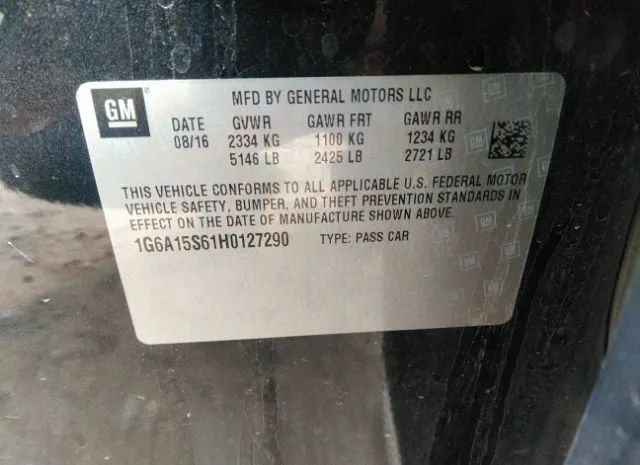 GM
MFD BY GENERAL MOTORS LLC
DATE GVWR GAWR FRT GAWR RR
08/16 2334 KG 1100 KG 1234 KG
5146 LB 2425 LB 2721 LB
THIS VEHICLE CONFORMS TO ALL APPLICABLE U.S. FEDERAL MOTOR
VEHICLE SAFETY, BUMPER, AND THEFT PREVENTION STANDARDS IN
EFFECT ON THE DATE OF MANUFACTURE SHOWN ABOVE.
1G6A15S61H0127290 TYPE: PASS CAR